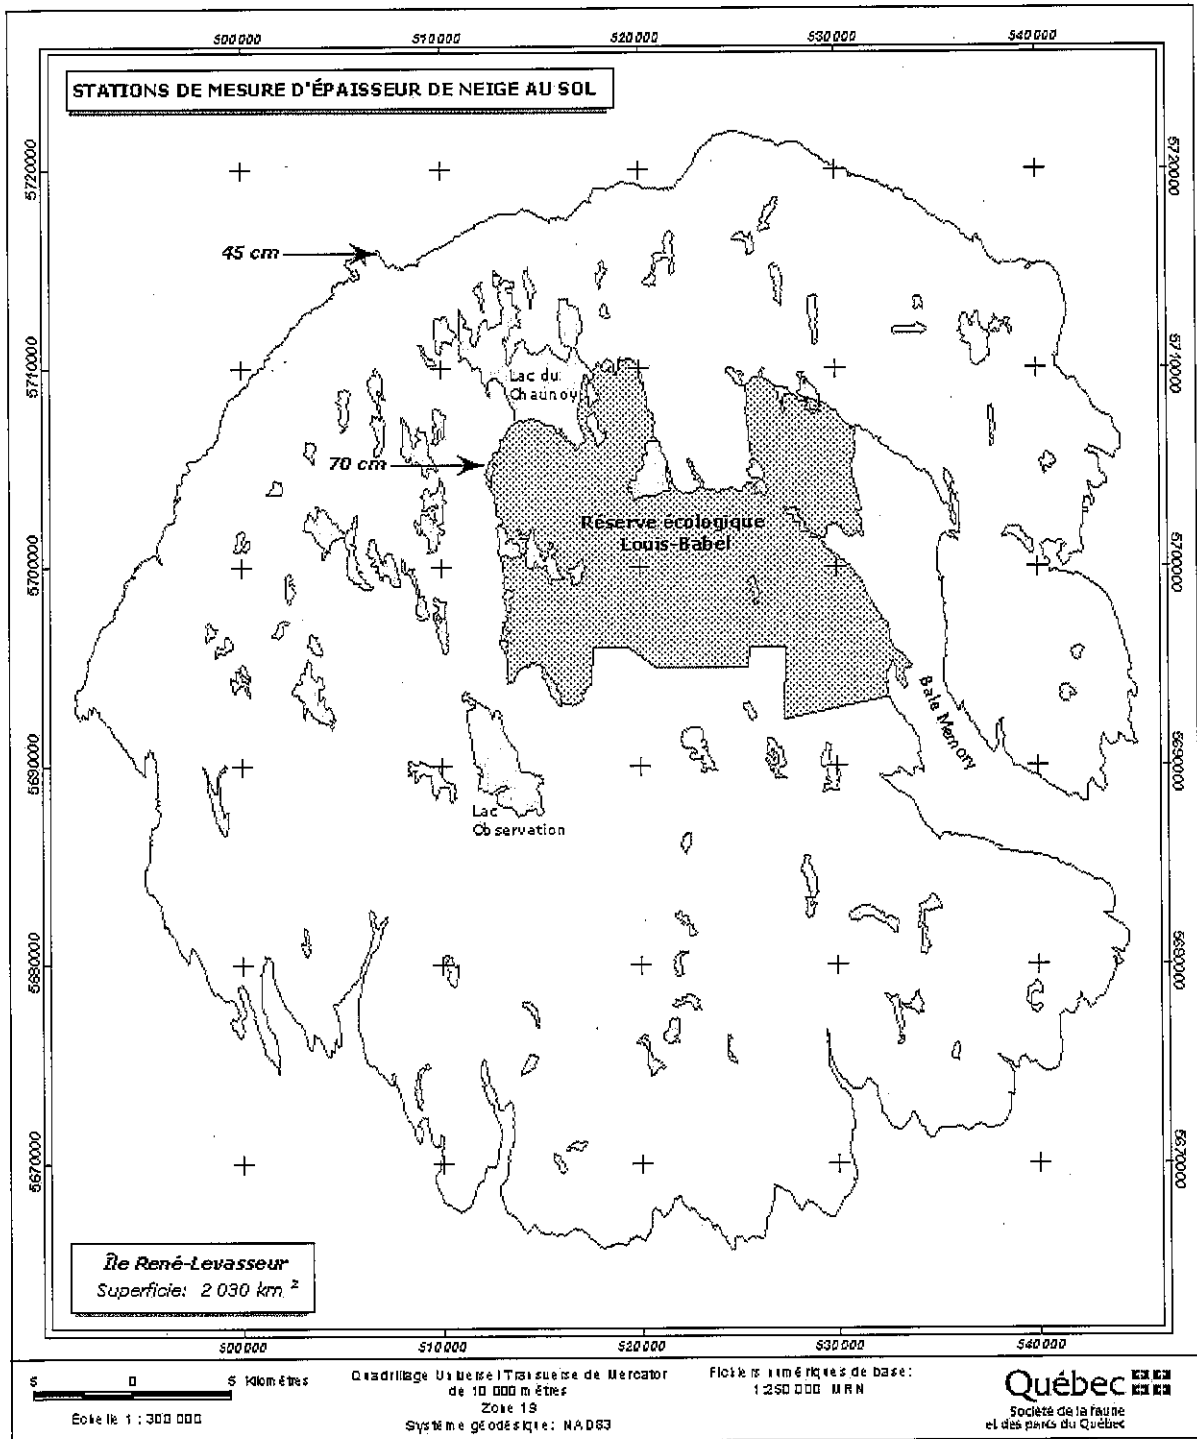 500000 510000 520000 530000 540000
STATIONS DE MESURE D'ÉPAISSEUR DE NEIGE AU SOL
5720000 5720000
45 cm
5710000 5710000
Lac du
Chaunoy
70 cm
Réserve écologique
Louis-Babel
5700000 5700000
Baie Memory
5690000 5690000
Lac
Observation
5680000 5680000
5670000 5670000
Île René-Levasseur
Superficie: 2 030 km ²
500000 510000 520000 530000 540000
5 0 5 Kilomètres
Échelle 1 : 300 000
Quadrillage Universel Transverse de Mercator
de 10 000 mètres
Zone 19
Système géodésique: NAD83
Fichiers numériques de base:
1:250 000 MRN
Québec
Société de la faune
et des parcs du Québec